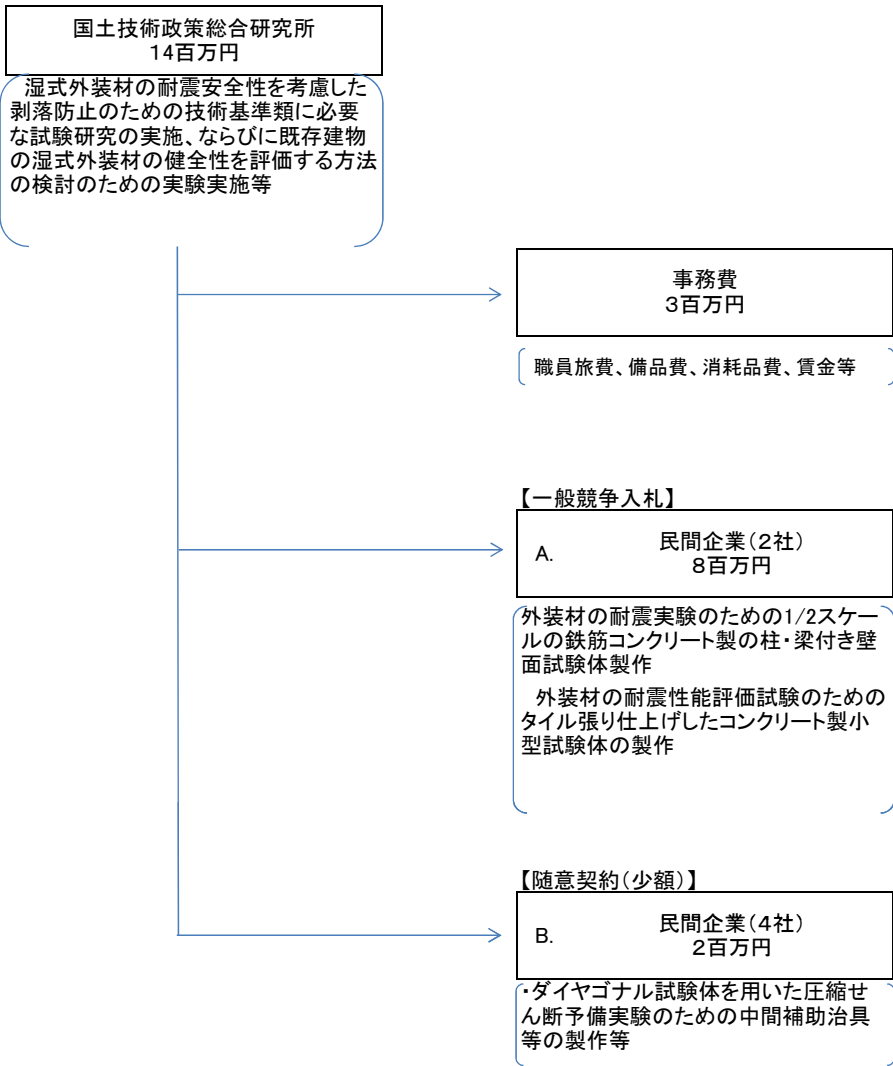 国土技術政策総合研究所
14百万円
湿式外装材の耐震安全性を考慮した
剥落防止のための技術基準類に必要
な試験研究の実施、ならびに既存建物
の湿式外装材の健全性を評価する方法
の検討のための実験実施等
事務費
3百万円
職員旅費、備品費、消耗品費、賃金等
【一般競争入札】
A. 民間企業(2社)
8百万円
外装材の耐震実験のための1/2スケー
ルの鉄筋コンクリート製の柱・梁付き壁
面試験体製作
外装材の耐震性能評価試験のための
タイル張り仕上げしたコンクリート製小
型試験体の製作
【随意契約(少額)】
B. 民間企業(4社)
2百万円
・ダイヤゴナル試験体を用いた圧縮せ
ん断予備実験のための中間補助治具
等の製作等